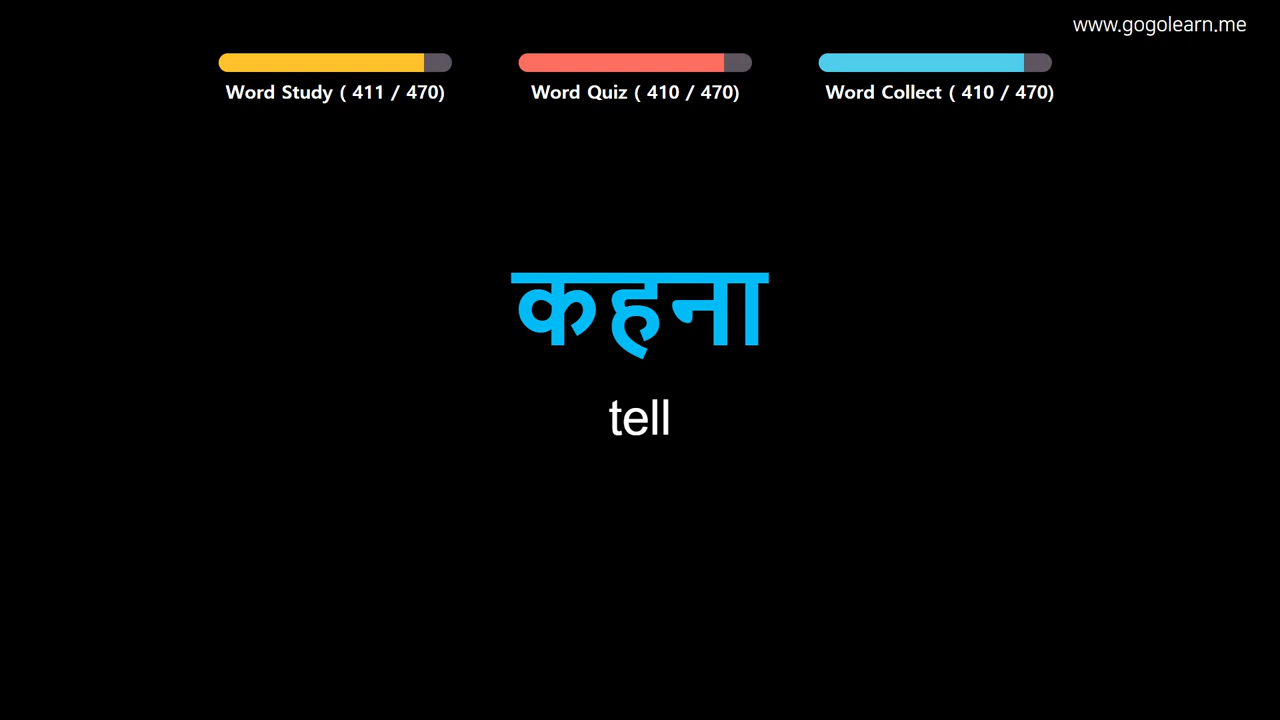 www.gogolearn.me
Word Study ( 411 / 470)
Word Quiz ( 410 / 470)
Word Collect ( 410 / 470)
कहना
tell